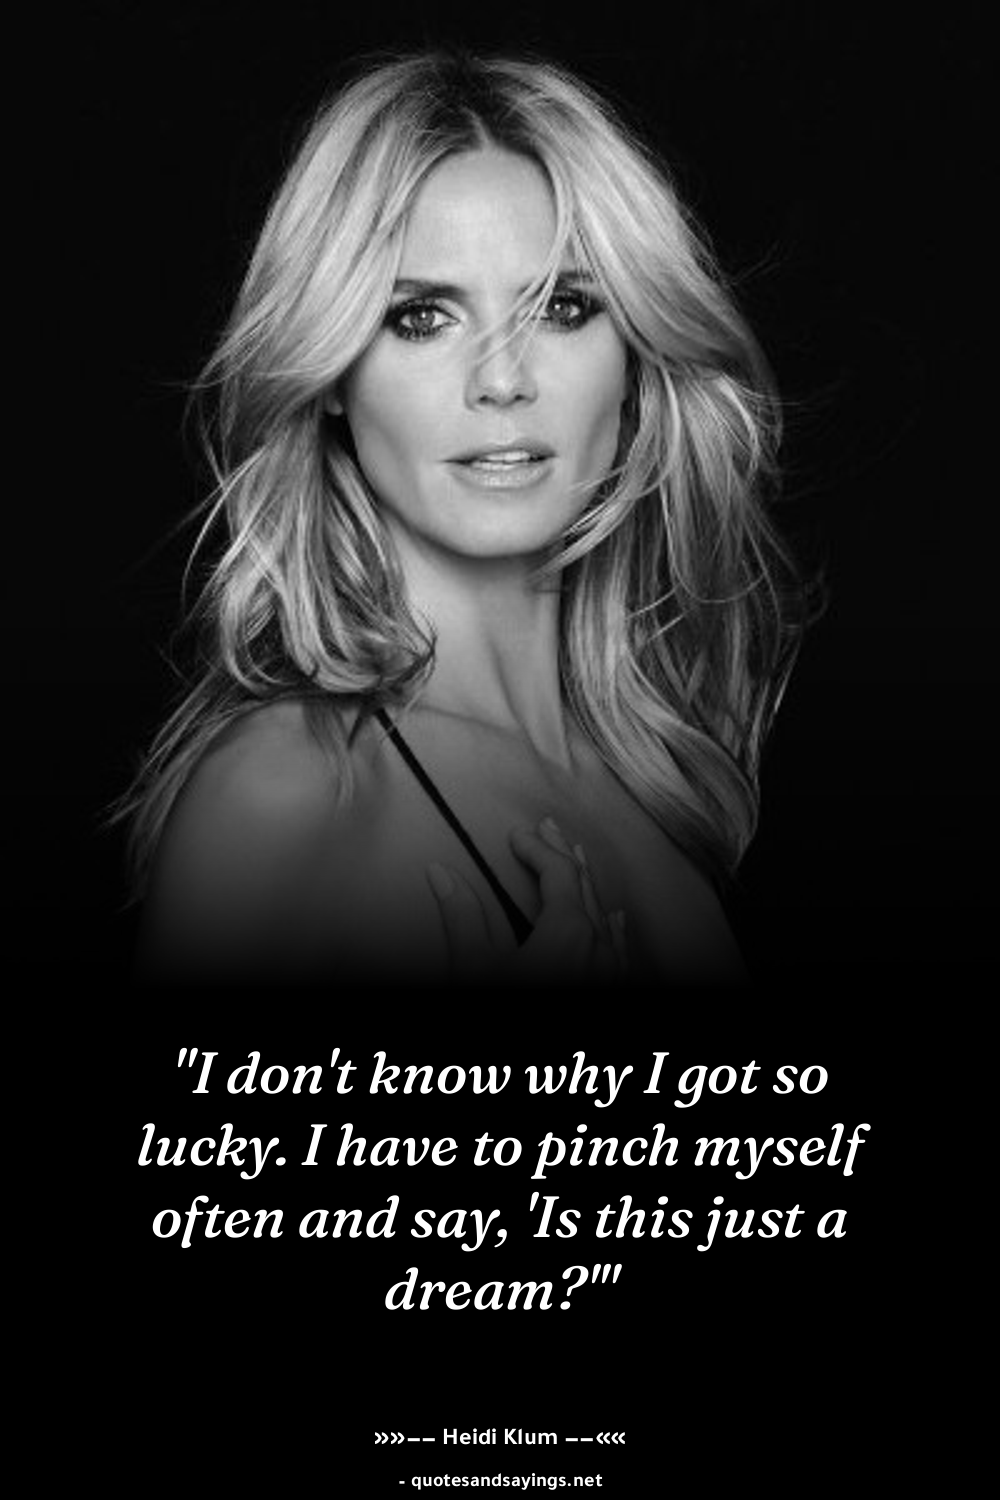 "I don't know why I got so
lucky. I have to pinch myself
often and say, 'Is this just a
dream?'"
»»–– Heidi Klum ––««
- quotesandsayings.net